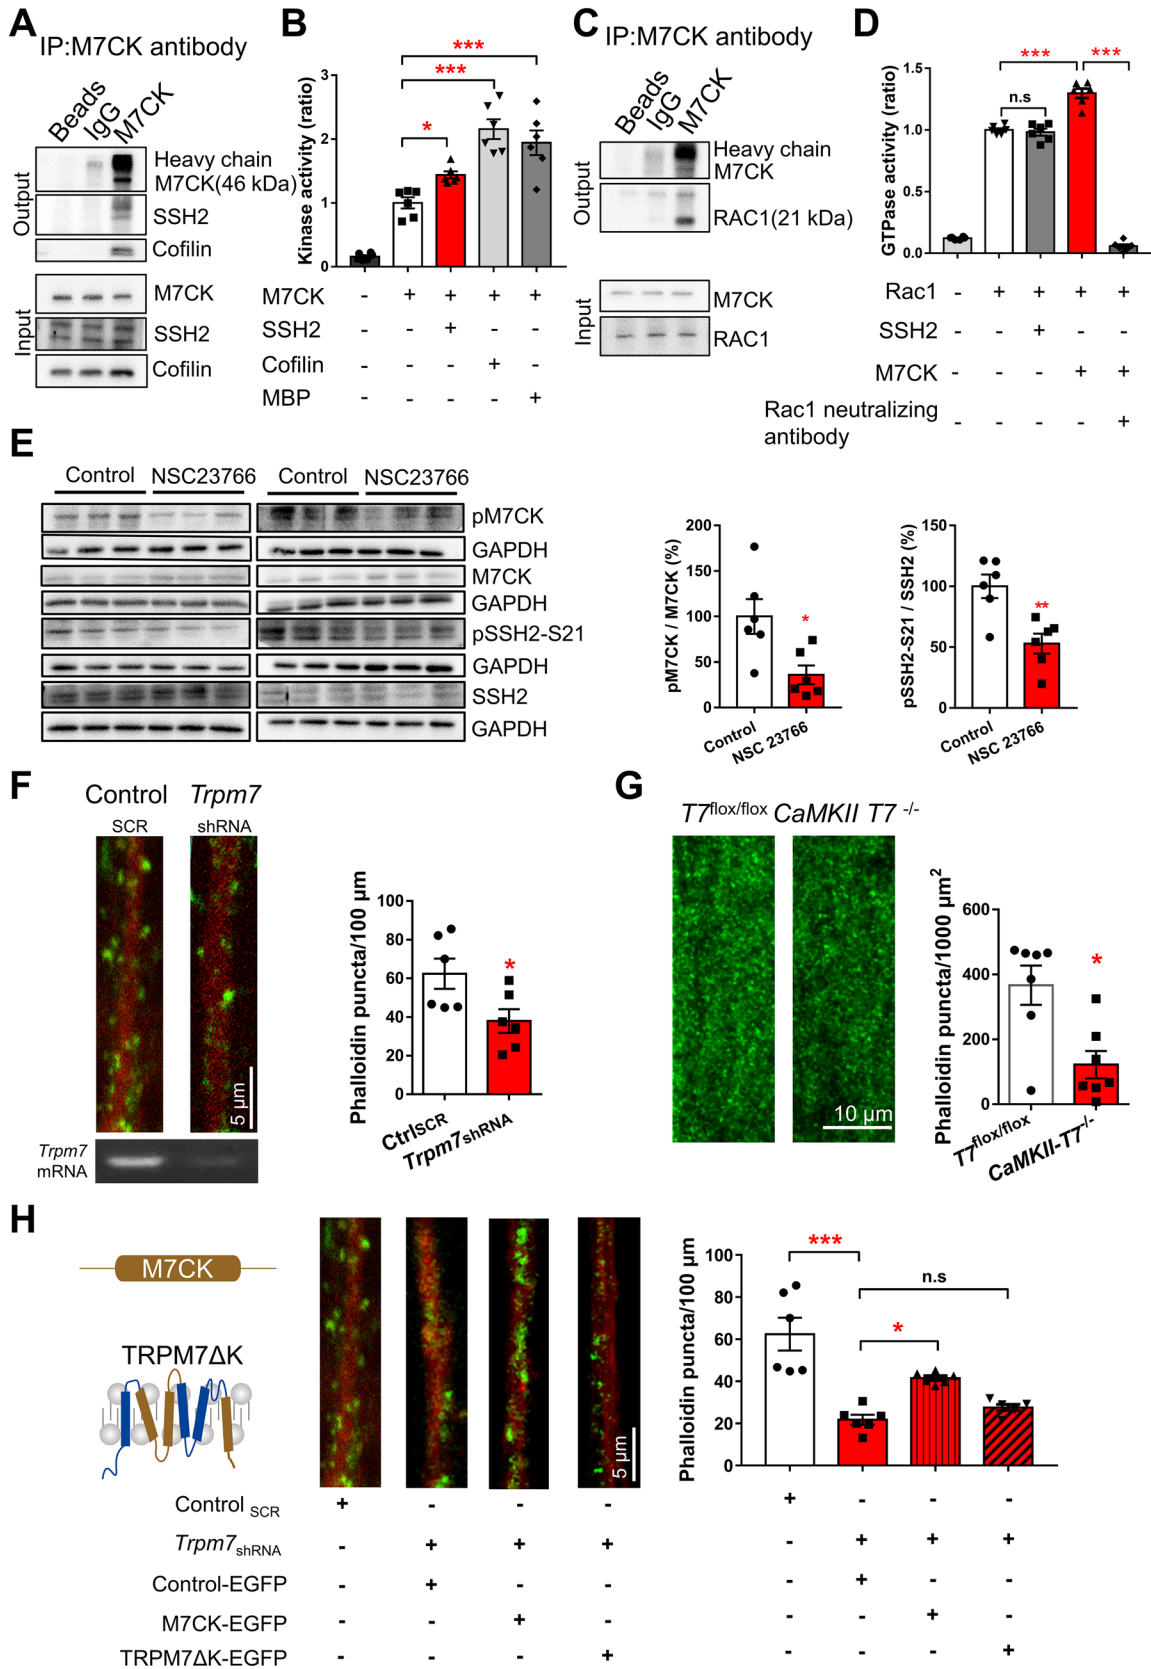 A
IP:M7CK antibody
Beads
IgG
M7CK
Output
Heavy chain
M7CK(46 kDa)
SSH2
Cofilin
Input
M7CK
SSH2
Cofilin
B
***
***
*
Kinase activity (ratio)
3
2
1
0
M7CK - + + + +
SSH2 - - + - -
Cofilin - - - + -
MBP - - - - +
C
IP:M7CK antibody
Beads
IgG
M7CK
Output
Heavy chain
M7CK
RAC1(21 kDa)
Input
M7CK
RAC1
D
*** ***
n.s
GTPase activity (ratio)
1.5
1.0
0.5
0.0
Rac1 - + + + +
SSH2 - - + - -
M7CK - - - + +
Rac1 neutralizing
antibody - - - - +
E
Control NSC23766 Control NSC23766
pM7CK
GAPDH
M7CK
GAPDH
pSSH2-S21
GAPDH
SSH2
GAPDH
pM7CK / M7CK (%)
200
150
100
50
0
*
Control
NSC 23766
pSSH2-S21 / SSH2 (%)
150
100
50
0
**
Control
NSC 23766
F
Control Trpm7
SCR shRNA
5 µm
Trpm7
mRNA
Phalloidin puncta/100 µm
100
80
60
40
20
0
*
CtrlSCR
Trpm7shRNA
G
T7flox/flox CaMKII T7 -/-
10 µm
Phalloidin puncta/1000 µm2
600
400
200
0
*
T7flox/flox
CaMKII-T7-/-
H
M7CK
TRPM7ΔK
5 µm
Phalloidin puncta/100 µm
100
80
60
40
20
0
***
n.s
*
Control SCR + - - - + - - -
Trpm7shRNA - + + + - + + +
Control-EGFP - + - - - + - -
M7CK-EGFP - - + - - - + -
TRPM7ΔK-EGFP - - - + - - - +